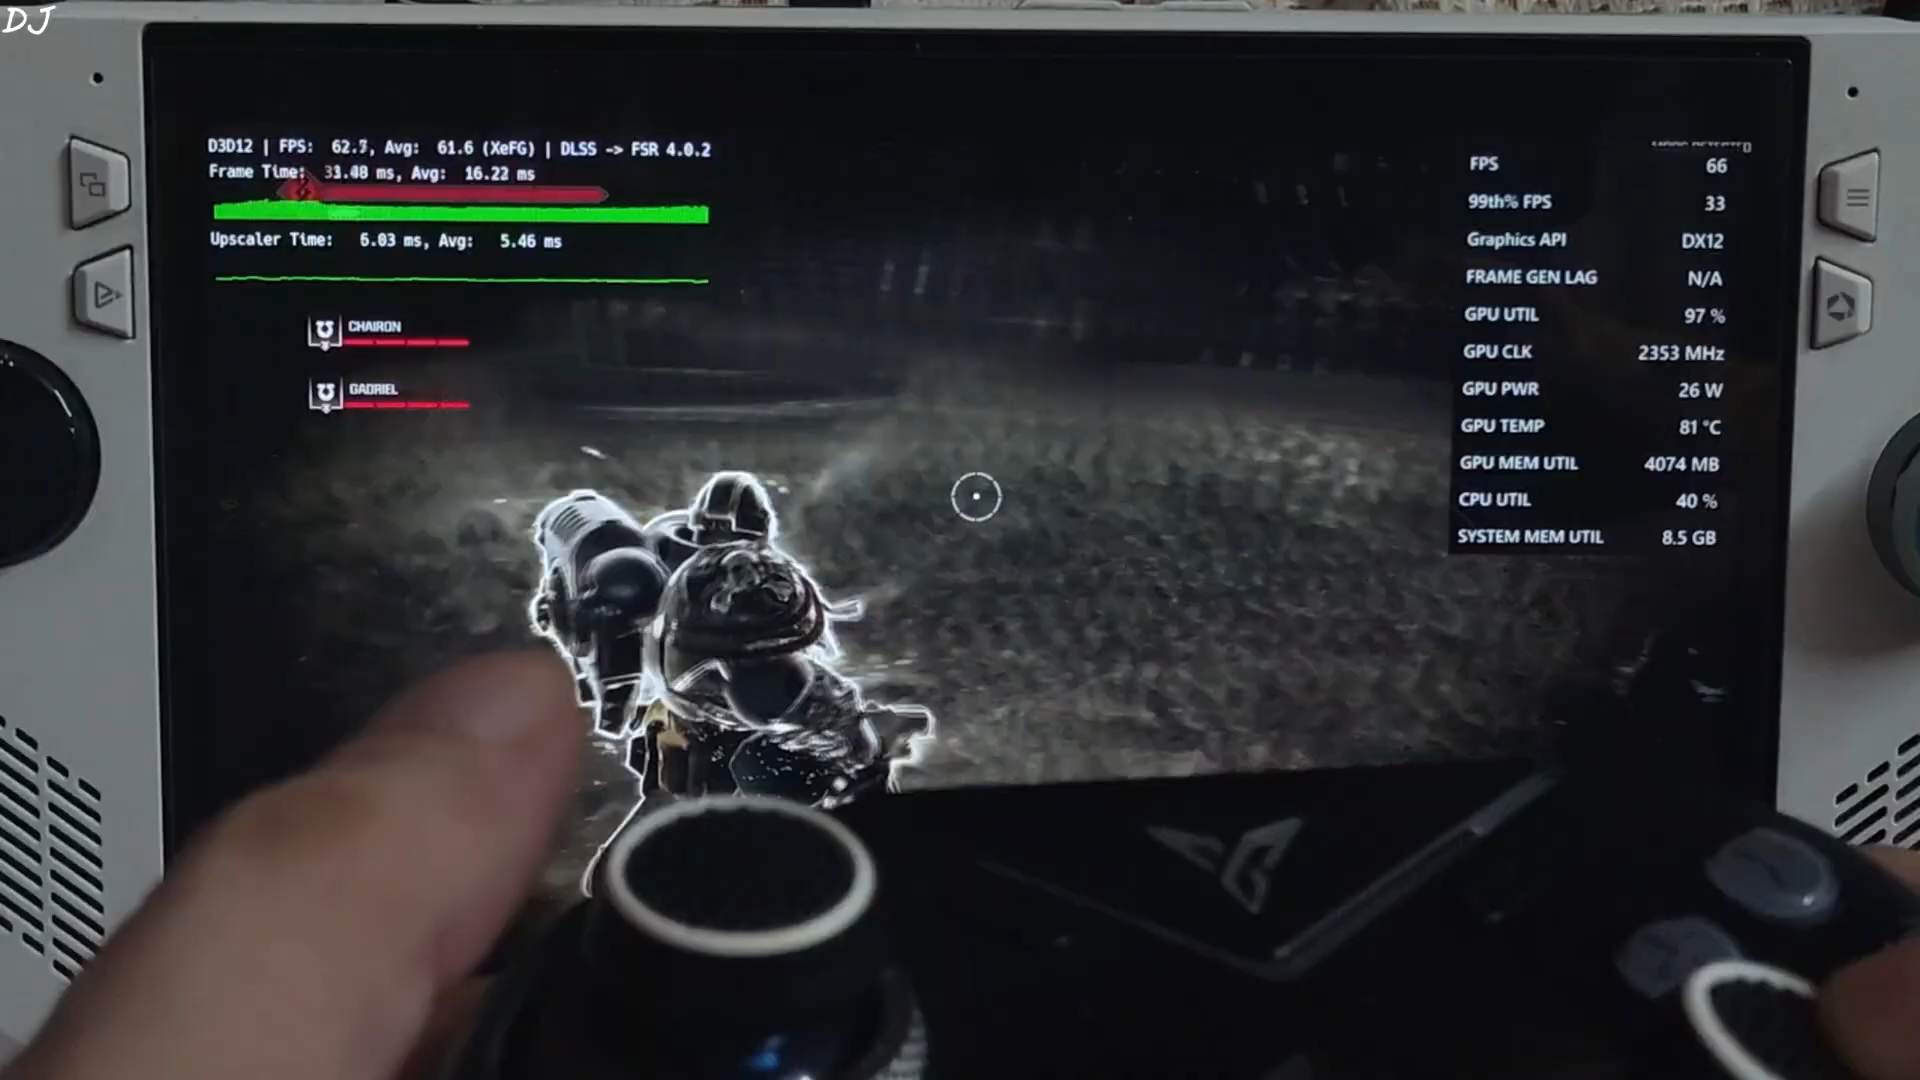 DJ
D3D12 | FPS: 62.7, Avg: 61.6 (XeFG) | DLSS -> FSR 4.0.2
Frame Time: 31.48 ms, Avg: 16.22 ms
Upscaler Time: 6.03 ms, Avg: 5.46 ms
CHAIRON
GADRIEL
FPS 66
99th% FPS 33
Graphics API DX12
FRAME GEN LAG N/A
GPU UTIL 97 %
GPU CLK 2353 MHz
GPU PWR 26 W
GPU TEMP 81 °C
GPU MEM UTIL 4074 MB
CPU UTIL 40 %
SYSTEM MEM UTIL 8.5 GB